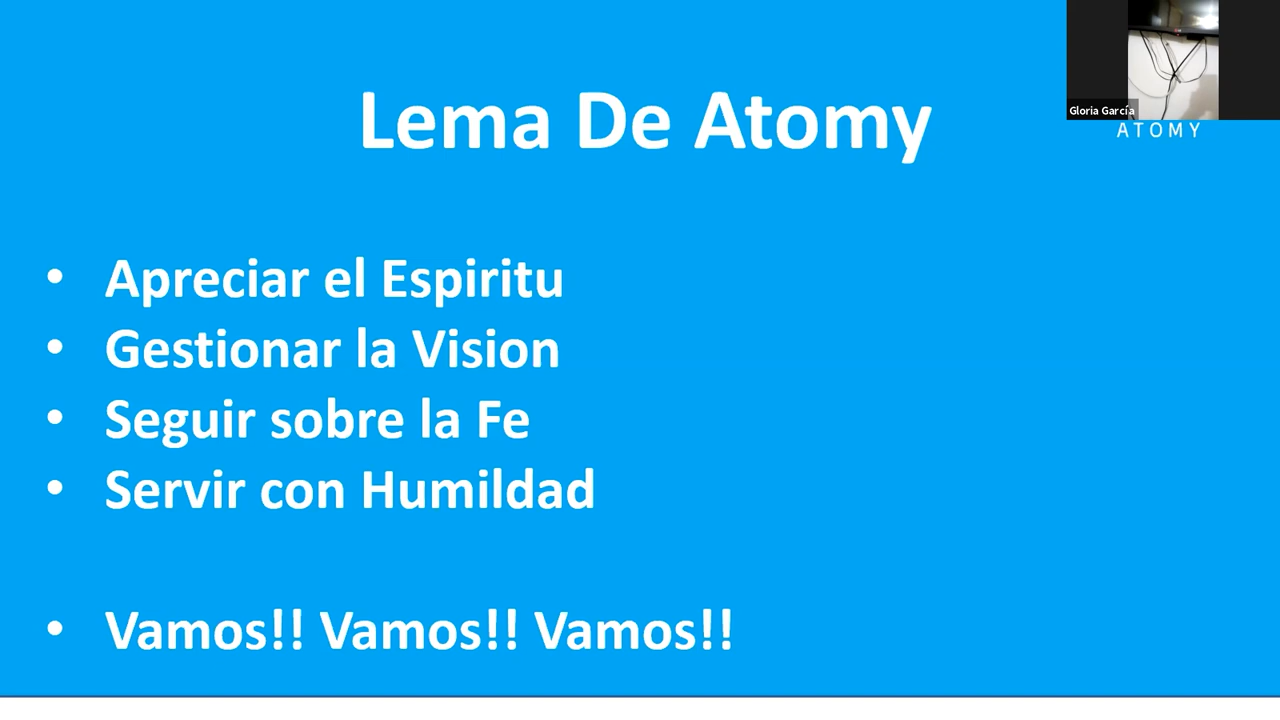 Gloria García
ATOMY
Lema De Atomy
• Apreciar el Espiritu
• Gestionar la Vision
• Seguir sobre la Fe
• Servir con Humildad
• Vamos!! Vamos!! Vamos!!